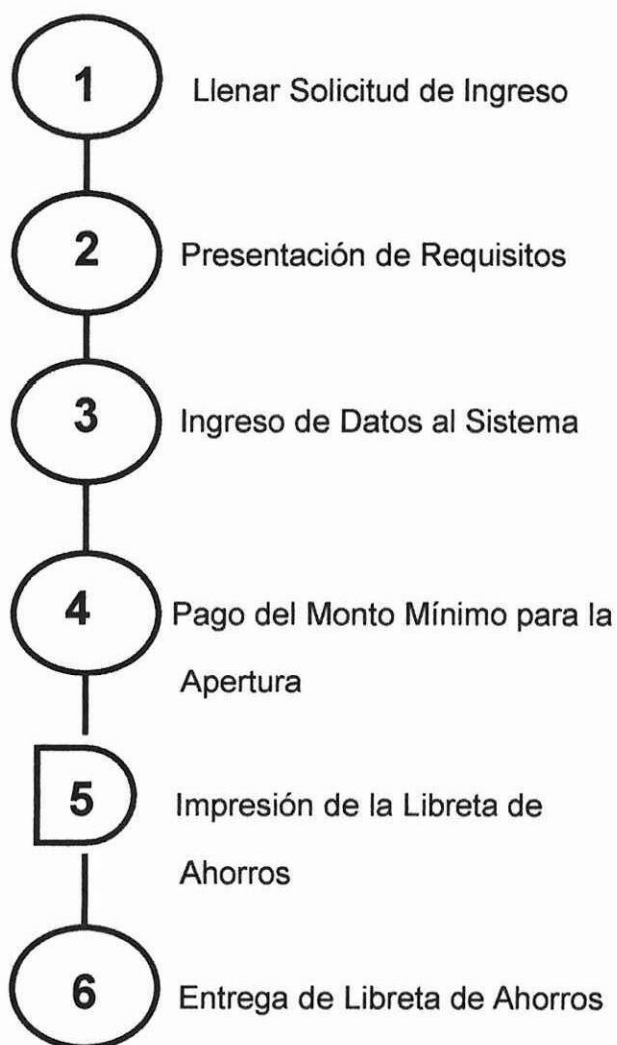 1 Llenar Solicitud de Ingreso
2 Presentación de Requisitos
3 Ingreso de Datos al Sistema
4 Pago del Monto Mínimo para la
Apertura
5 Impresión de la Libreta de
Ahorros
6 Entrega de Libreta de Ahorros